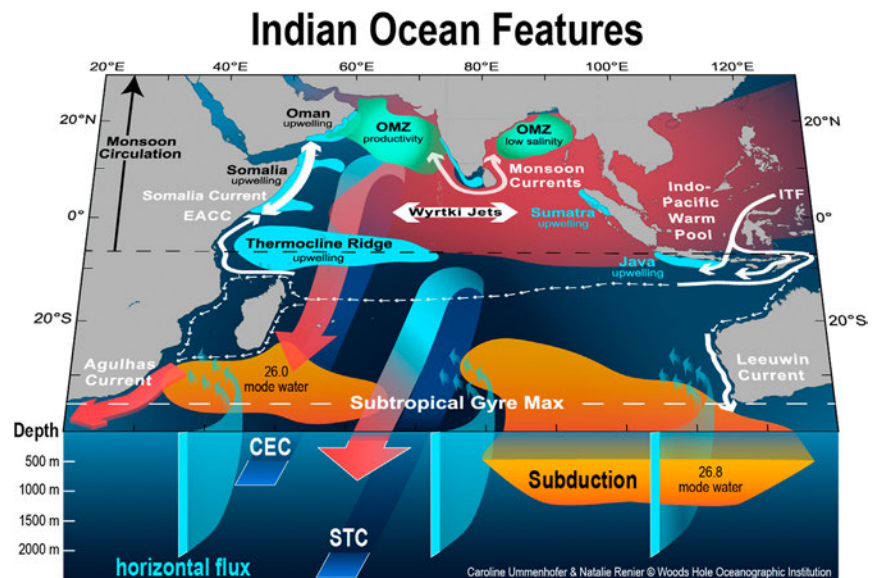 Indian Ocean Features
20°E
40°E
60°E
80°E
100°E
120°E
20°N
20°N
0°
0°
20°S
20°S
Monsoon
Circulation
Oman
upwelling
OMZ
productivity
OMZ
low salinity
Somalia
upwelling
Monsoon
Currents
Somalia Current
EACC
Wyrtki Jets
Sumatra
upwelling
Indo-
Pacific
Warm
Pool
ITF
Thermocline Ridge
upwelling
Java
upwelling
Agulhas
Current
26.0
mode water
Leeuwin
Current
Subtropical Gyre Max
Depth
500 m
1000 m
1500 m
2000 m
CEC
STC
Subduction
26.8
mode water
horizontal flux
Caroline Ummenhofer & Natalie Renier © Woods Hole Oceanographic Institution